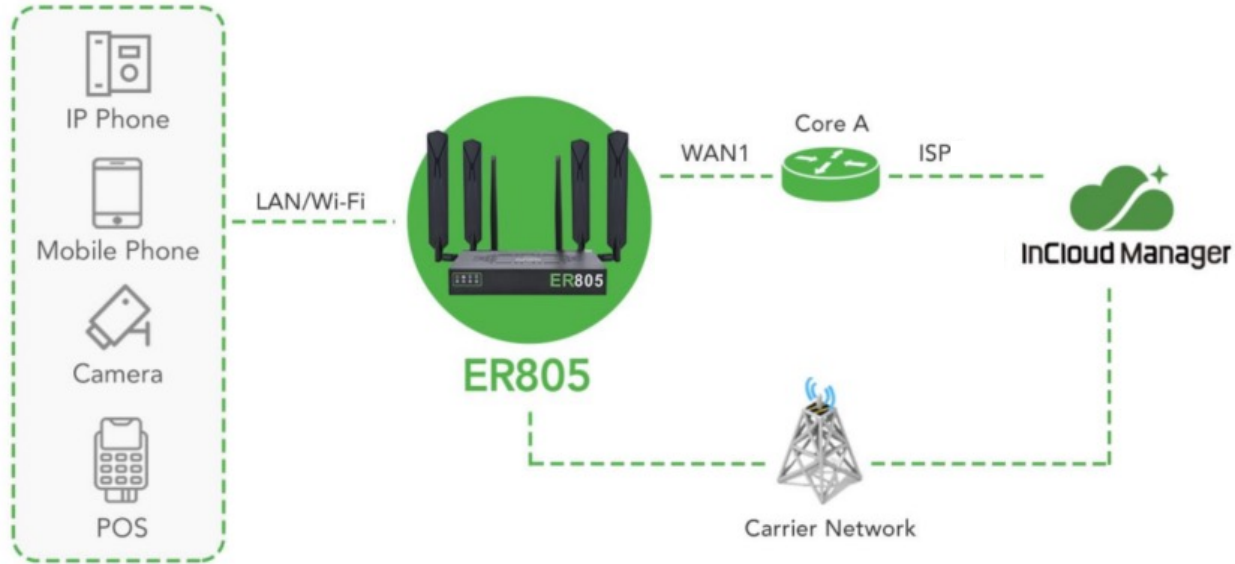 IP Phone
Mobile Phone
Camera
POS
LAN/Wi-Fi
ER805
ER805
WAN1
Core A
ISP
InCloud Manager
Carrier Network